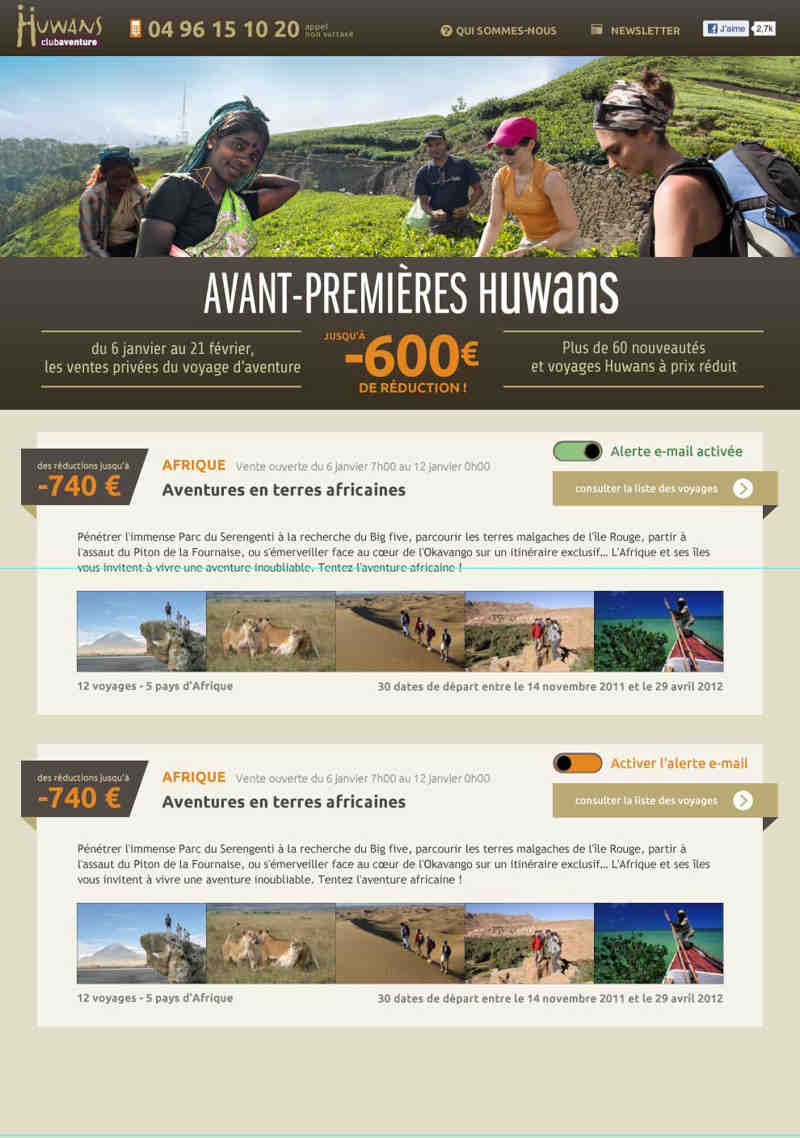 HUWANS
clubaventure
04 96 15 10 20
appel
non surtaxé
QUI SOMMES-NOUS
NEWSLETTER
J'aime
2,7k
AVANT-PREMIÈRES HUWANS
du 6 janvier au 21 février,
les ventes privées du voyage d'aventure
JUSQU'À
-600€
DE RÉDUCTION !
Plus de 60 nouveautés
et voyages Huwans à prix réduit
des réductions jusqu'à
-740 €
AFRIQUE Vente ouverte du 6 janvier 7h00 au 12 janvier 0h00
Aventures en terres africaines
Alerte e-mail activée
consulter la liste des voyages
Pénétrer l'immense Parc du Serengenti à la recherche du Big five, parcourir les terres malgaches de l'île Rouge, partir à
l'assaut du Piton de la Fournaise, ou s'émerveiller face au cœur de l'Okavango sur un itinéraire exclusif... L'Afrique et ses îles
vous invitent à vivre une aventure inoubliable. Tentez l'aventure africaine !
12 voyages - 5 pays d'Afrique
30 dates de départ entre le 14 novembre 2011 et le 29 avril 2012
des réductions jusqu'à
-740 €
AFRIQUE Vente ouverte du 6 janvier 7h00 au 12 janvier 0h00
Aventures en terres africaines
Activer l'alerte e-mail
consulter la liste des voyages
Pénétrer l'immense Parc du Serengenti à la recherche du Big five, parcourir les terres malgaches de l'île Rouge, partir à
l'assaut du Piton de la Fournaise, ou s'émerveiller face au cœur de l'Okavango sur un itinéraire exclusif... L'Afrique et ses îles
vous invitent à vivre une aventure inoubliable. Tentez l'aventure africaine !
12 voyages - 5 pays d'Afrique
30 dates de départ entre le 14 novembre 2011 et le 29 avril 2012